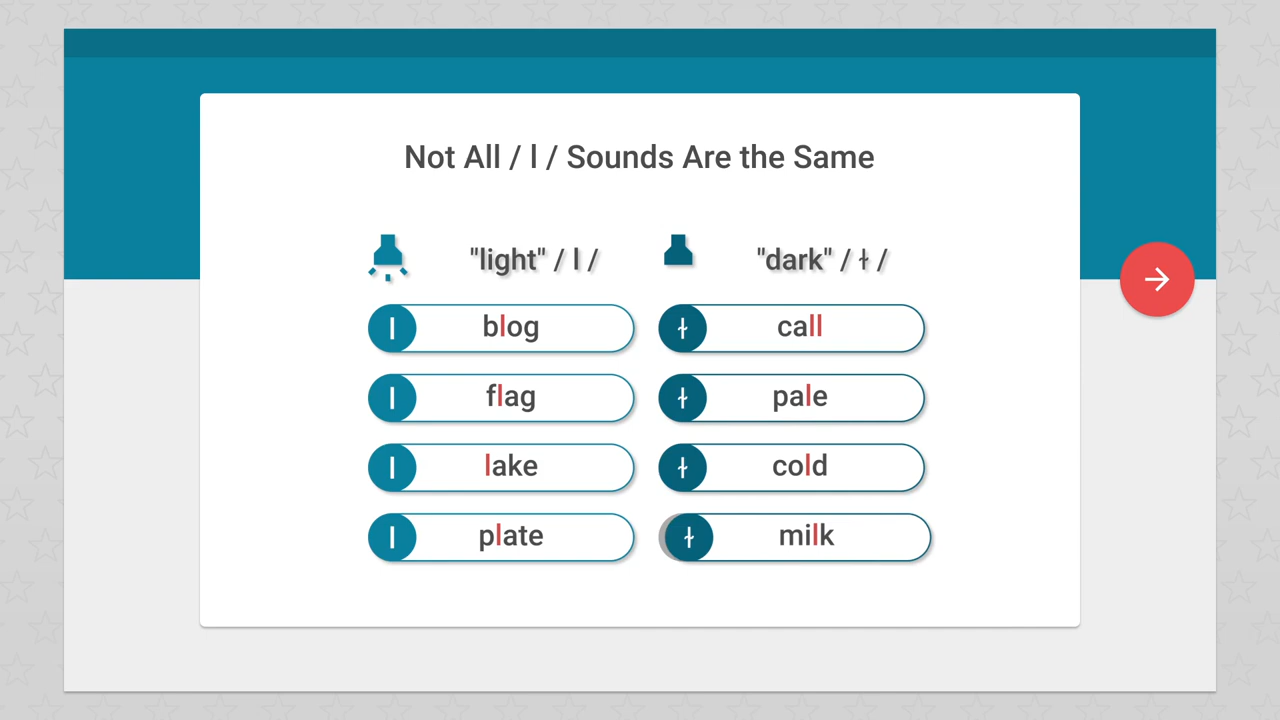 Not All / l / Sounds Are the Same
"light" / l /
"dark" / ɫ /
l blog
ɫ call
l flag
ɫ pale
l lake
ɫ cold
l plate
ɫ milk